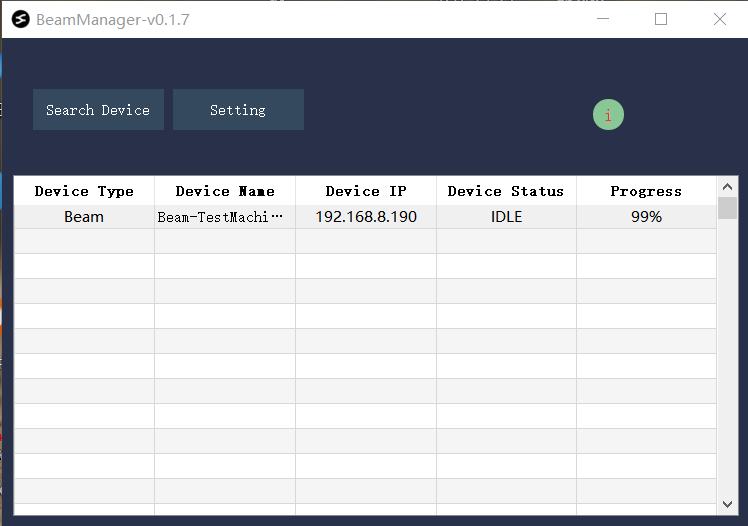 BeamManager-v0.1.7
Search Device Setting i
Device Type Device Name Device IP Device Status Progress
Beam Beam-TestMachi··· 192.168.8.190 IDLE 99%